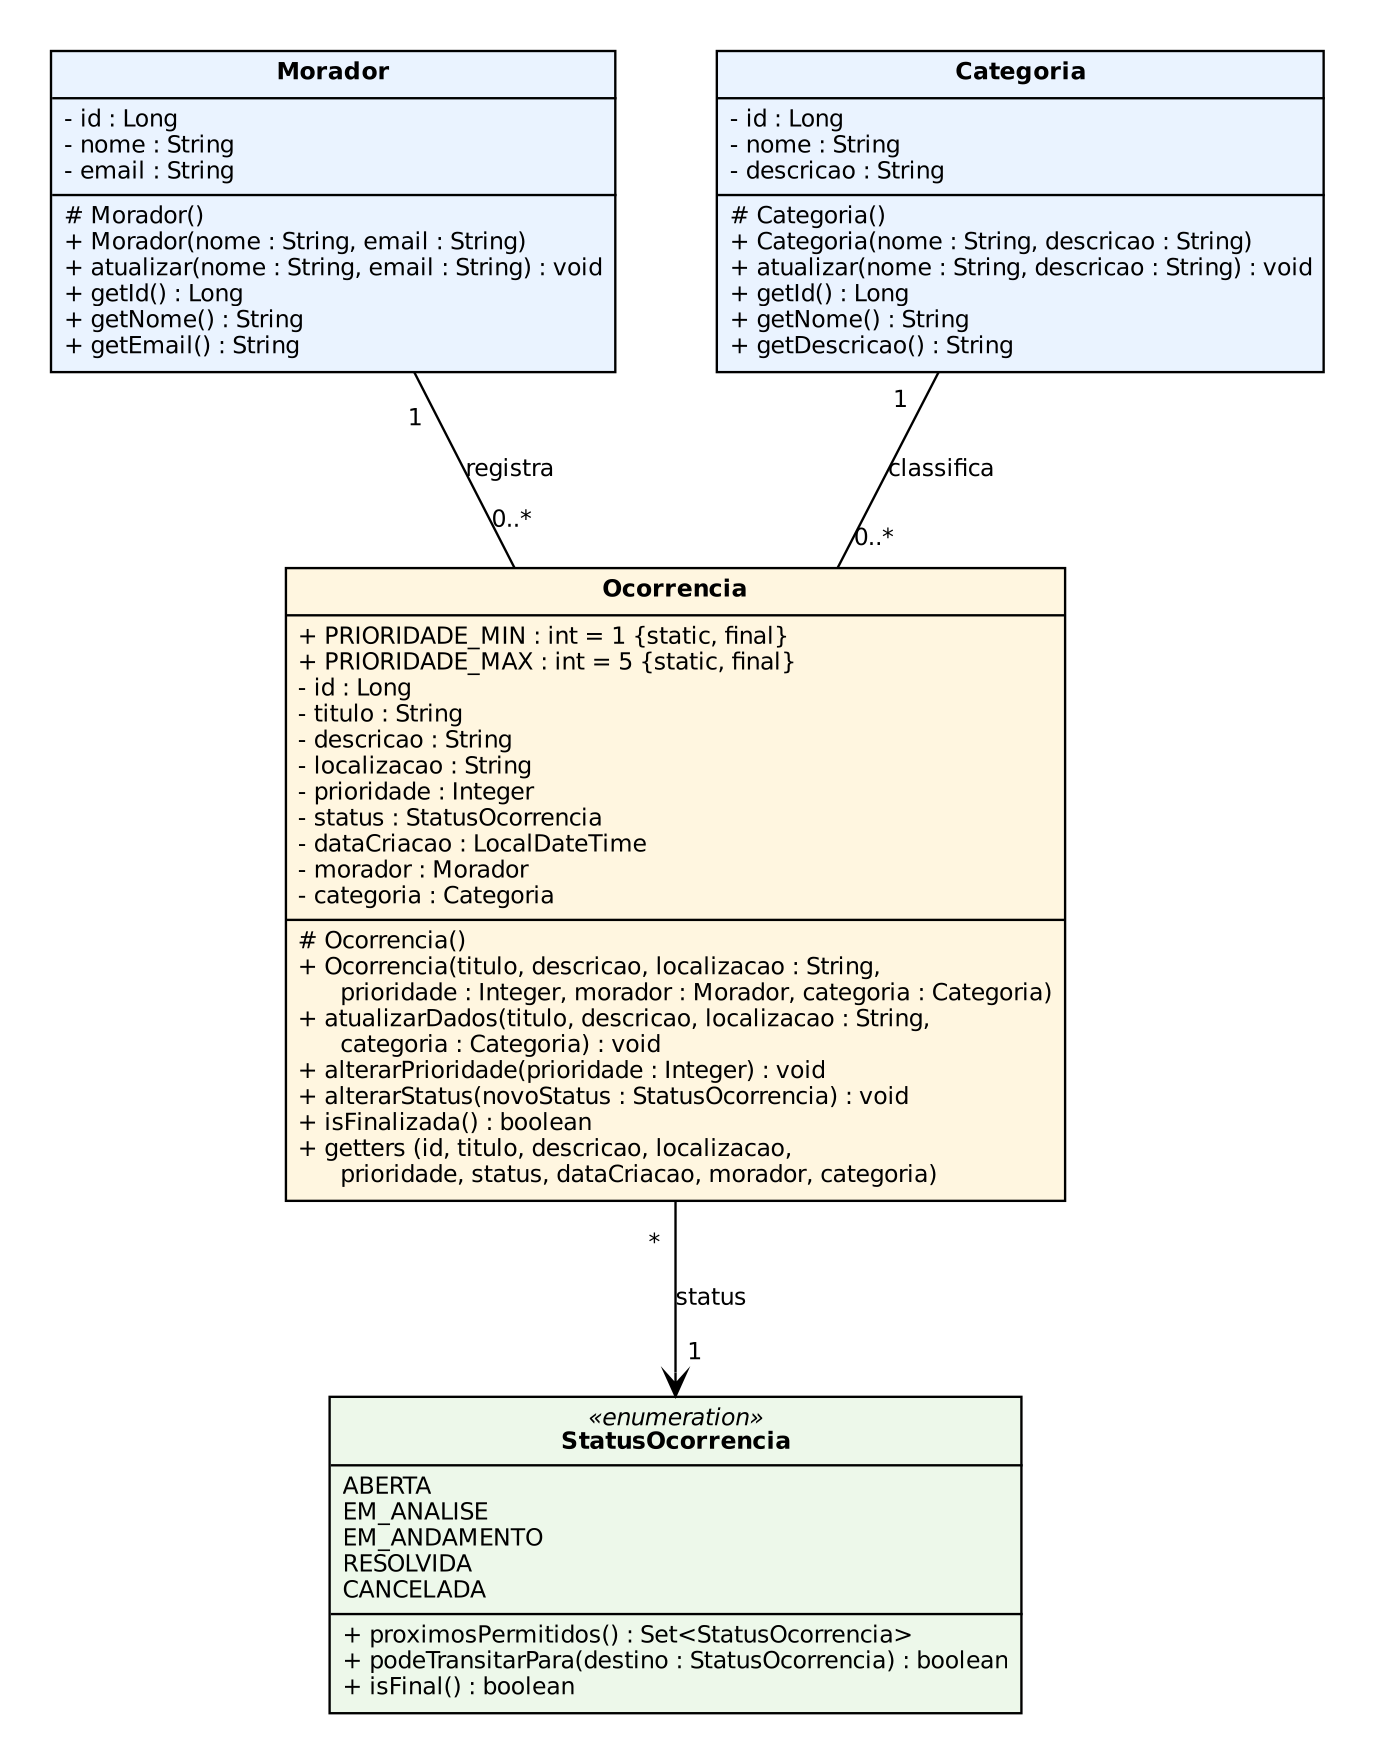 Morador
- id : Long
- nome : String
- email : String
# Morador()
+ Morador(nome : String, email : String)
+ atualizar(nome : String, email : String) : void
+ getId() : Long
+ getNome() : String
+ getEmail() : String
Categoria
- id : Long
- nome : String
- descricao : String
# Categoria()
+ Categoria(nome : String, descricao : String)
+ atualizar(nome : String, descricao : String) : void
+ getId() : Long
+ getNome() : String
+ getDescricao() : String
1
registra
0..*
1
classifica
0..*
Ocorrencia
+ PRIORIDADE_MIN : int = 1 {static, final}
+ PRIORIDADE_MAX : int = 5 {static, final}
- id : Long
- titulo : String
- descricao : String
- localizacao : String
- prioridade : Integer
- status : StatusOcorrencia
- dataCriacao : LocalDateTime
- morador : Morador
- categoria : Categoria
# Ocorrencia()
+ Ocorrencia(titulo, descricao, localizacao : String,
prioridade : Integer, morador : Morador, categoria : Categoria)
+ atualizarDados(titulo, descricao, localizacao : String,
categoria : Categoria) : void
+ alterarPrioridade(prioridade : Integer) : void
+ alterarStatus(novoStatus : StatusOcorrencia) : void
+ isFinalizada() : boolean
+ getters (id, titulo, descricao, localizacao,
prioridade, status, dataCriacao, morador, categoria)
*
status
1
«enumeration»
StatusOcorrencia
ABERTA
EM_ANALISE
EM_ANDAMENTO
RESOLVIDA
CANCELADA
+ proximosPermitidos() : Set<StatusOcorrencia>
+ podeTransitarPara(destino : StatusOcorrencia) : boolean
+ isFinal() : boolean